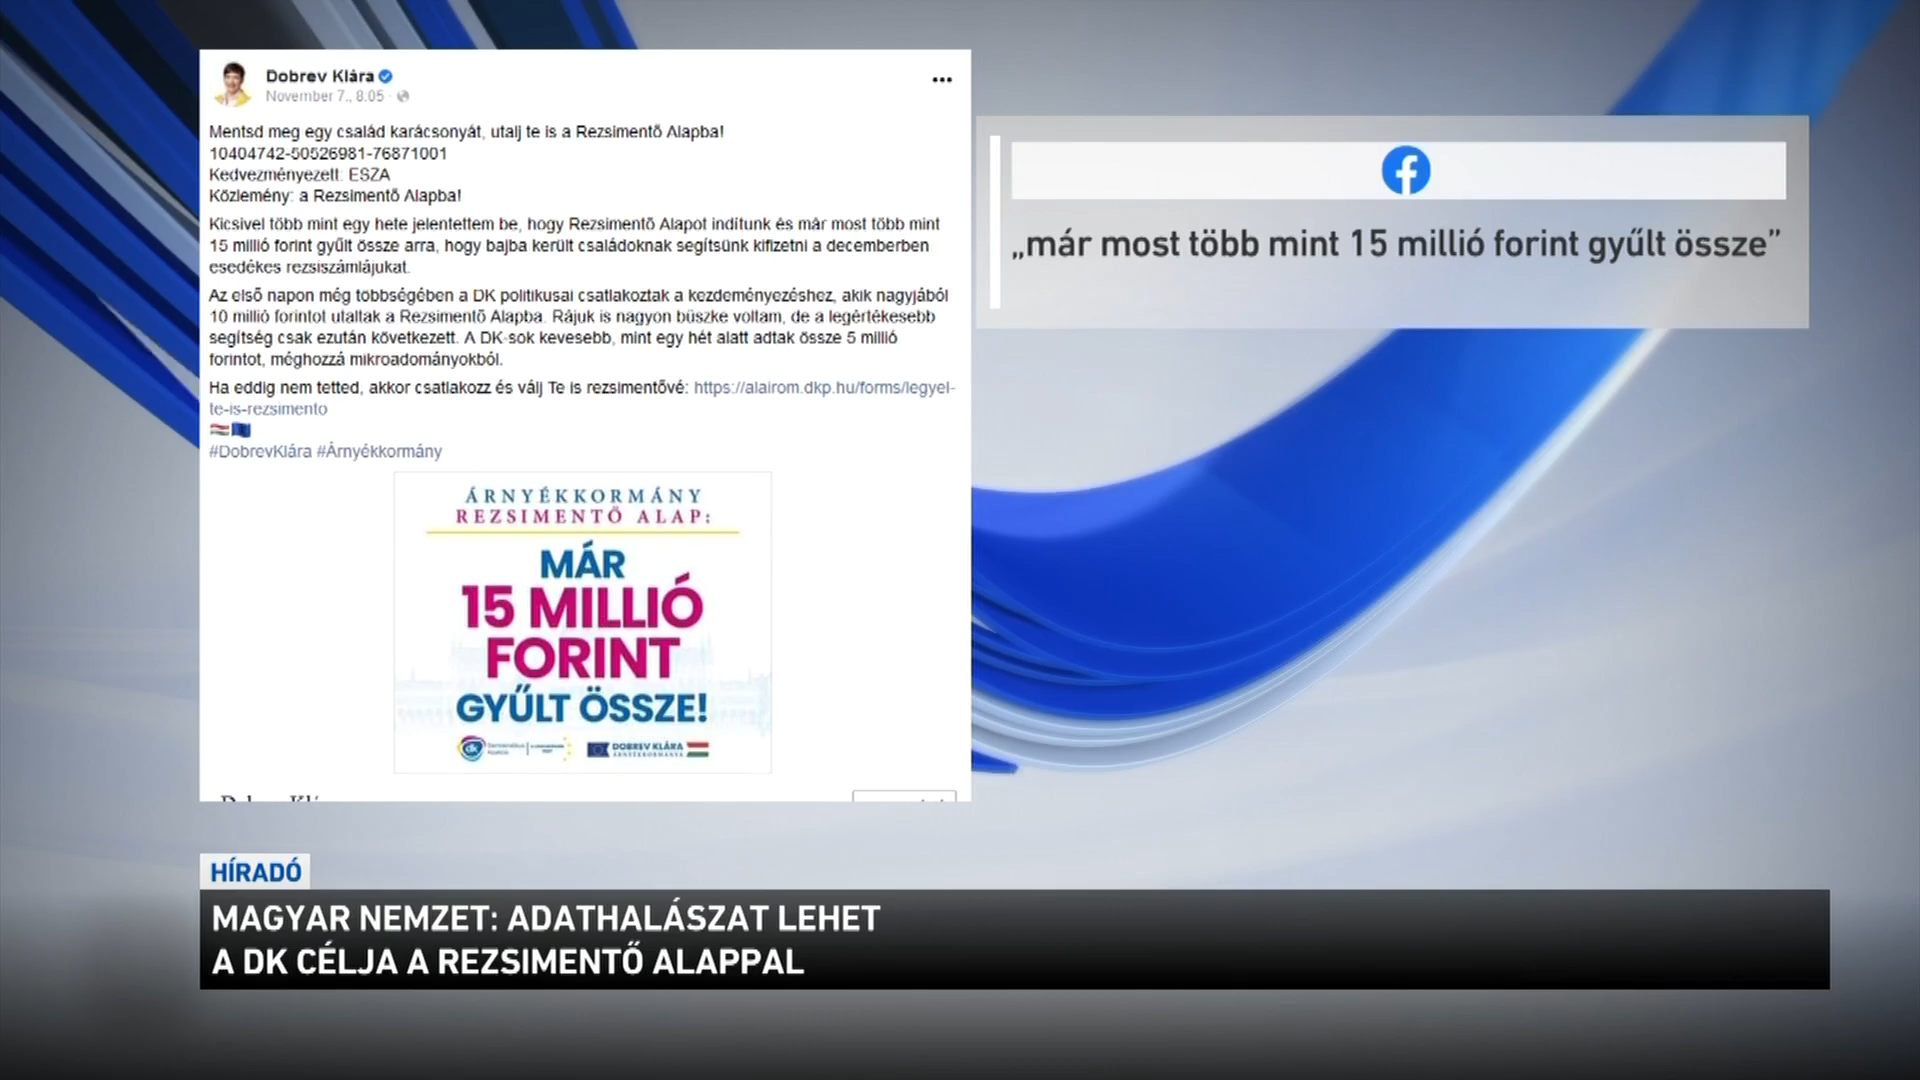 Dobrev Klára
November 7., 8:05 ·
Mentsd meg egy család karácsonyát, utalj te is a Rezsimentő Alapba!
10404742-50526981-76871001
Kedvezményezett: ESZA
Közlemény: a Rezsimentő Alapba!
Kicsivel több mint egy hete jelentettem be, hogy Rezsimentő Alapot indítunk és már most több mint
15 millió forint gyűlt össze arra, hogy bajba került családoknak segítsünk kifizetni a decemberben
esedékes rezsiszámlájukat.
Az első napon még többségében a DK politikusai csatlakoztak a kezdeményezéshez, akik nagyjából
10 millió forintot utaltak a Rezsimentő Alapba. Rájuk is nagyon büszke voltam, de a legértékesebb
segítség csak ezután következett. A DK-sok kevesebb, mint egy hét alatt adtak össze 5 millió
forintot, méghozzá mikroadományokból.
Ha eddig nem tetted, akkor csatlakozz és válj Te is rezsimentővé: https://alairom.dkp.hu/forms/legyel-
te-is-rezsimento
#DobrevKlára #Árnyékkormány
ÁRNYÉKKORMÁNY
REZSIMENTŐ ALAP:
MÁR
15 MILLIÓ
FORINT
GYŰLT ÖSSZE!
dk Demokratikus Koalíció
DOBREV KLÁRA
ÁRNYÉKKORMÁNYA
„már most több mint 15 millió forint gyűlt össze”
HÍRADÓ
MAGYAR NEMZET: ADATHALÁSZAT LEHET
A DK CÉLJA A REZSIMENTŐ ALAPPAL